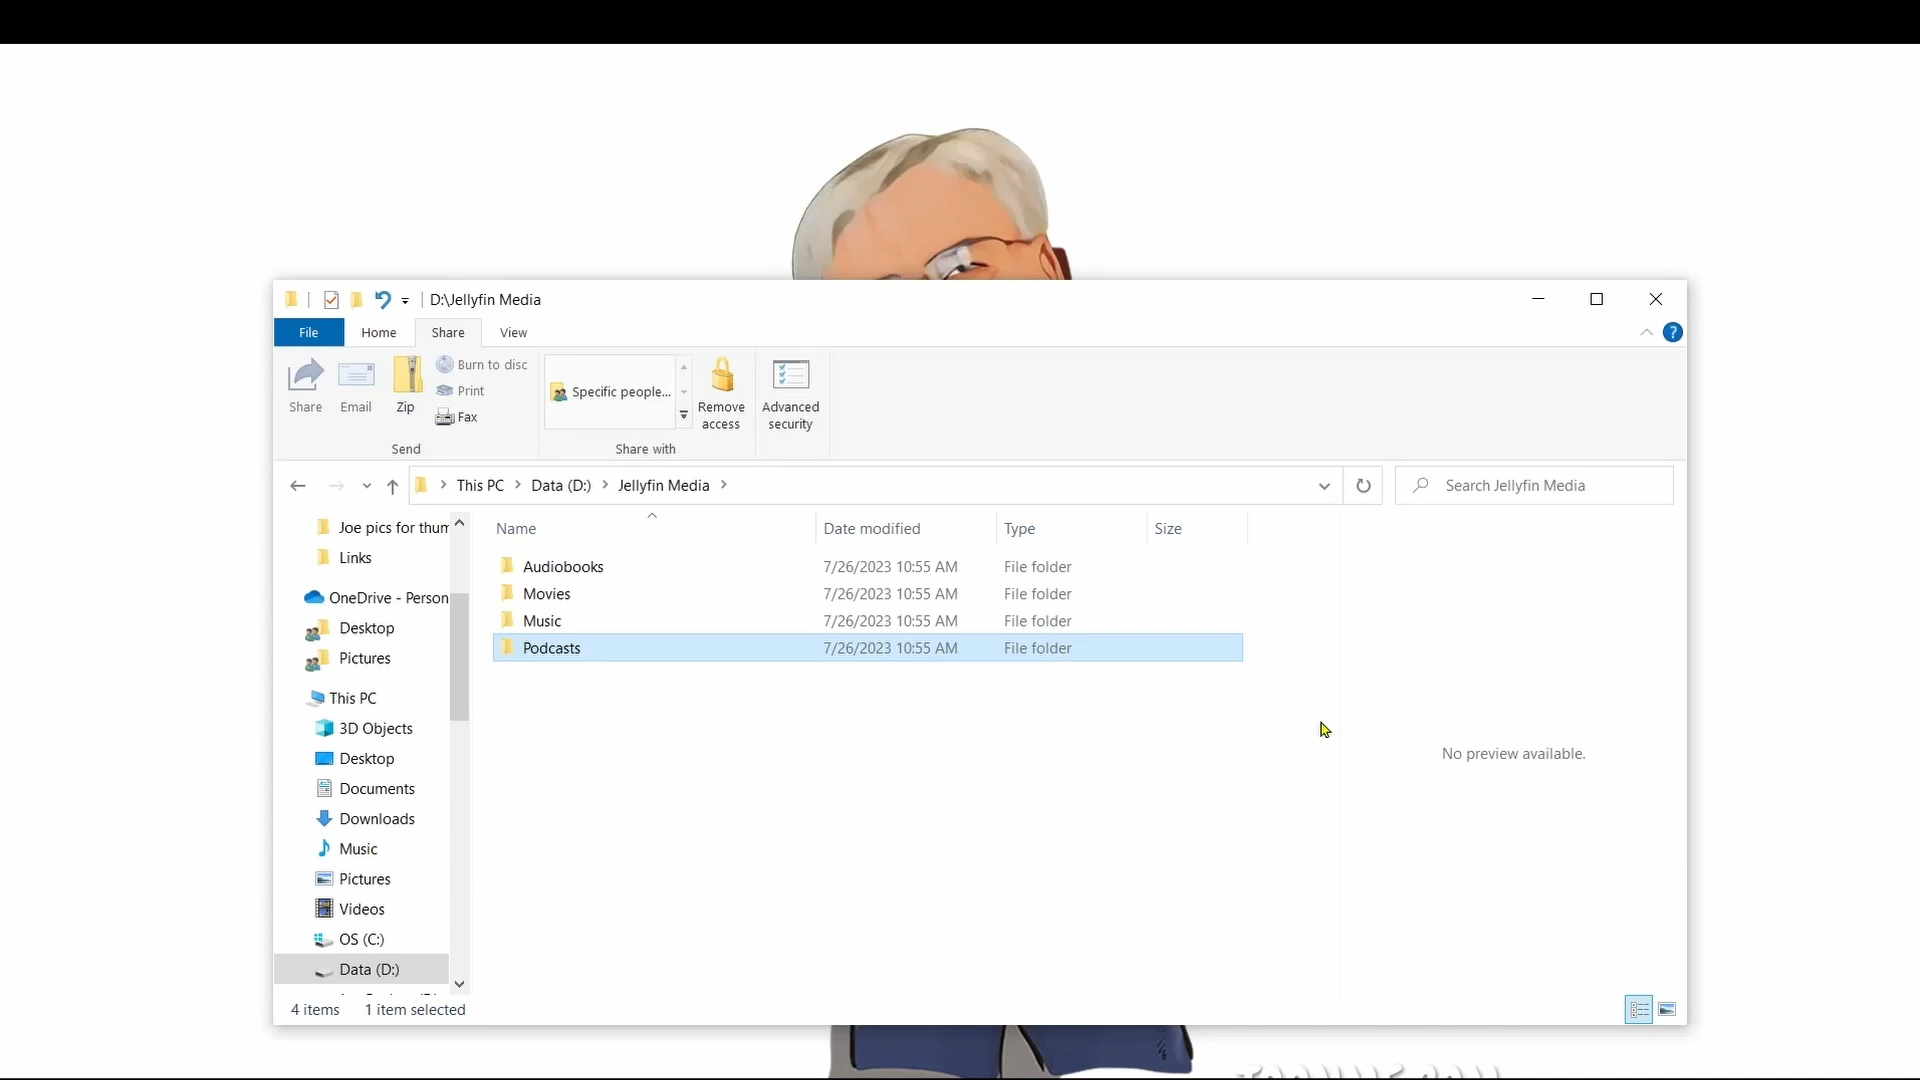 D:\Jellyfin Media
File Home Share View
Share Email Zip Burn to disc Print Fax
Send
Specific people...
Remove access
Share with
Advanced security
This PC Data (D:) Jellyfin Media
Search Jellyfin Media
Joe pics for thum
Links
OneDrive - Person
Desktop
Pictures
This PC
3D Objects
Desktop
Documents
Downloads
Music
Pictures
Videos
OS (C:)
Data (D:)
Name Date modified Type Size
Audiobooks 7/26/2023 10:55 AM File folder
Movies 7/26/2023 10:55 AM File folder
Music 7/26/2023 10:55 AM File folder
Podcasts 7/26/2023 10:55 AM File folder
No preview available.
4 items 1 item selected